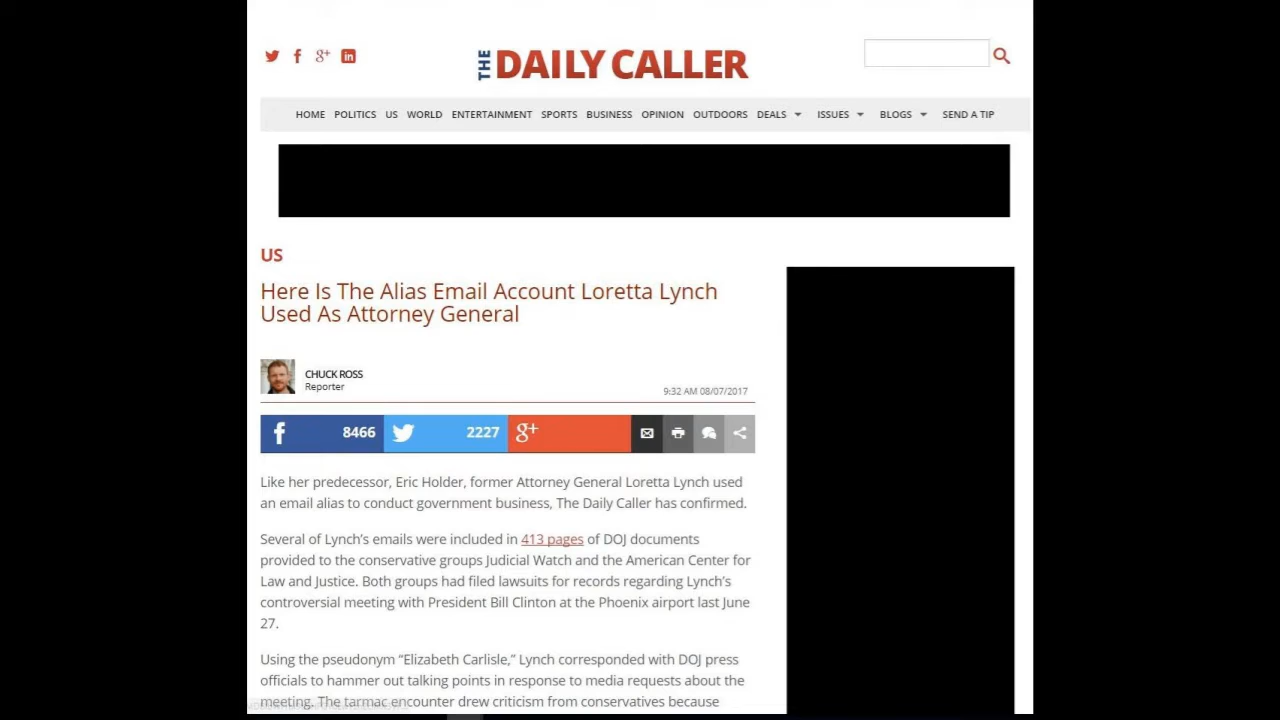 THE DAILY CALLER
HOME POLITICS US WORLD ENTERTAINMENT SPORTS BUSINESS OPINION OUTDOORS DEALS ISSUES BLOGS SEND A TIP
US
Here Is The Alias Email Account Loretta Lynch
Used As Attorney General
CHUCK ROSS
Reporter
9:32 AM 08/07/2017
8466 2227 g+
Like her predecessor, Eric Holder, former Attorney General Loretta Lynch used
an email alias to conduct government business, The Daily Caller has confirmed.
Several of Lynch’s emails were included in 413 pages of DOJ documents
provided to the conservative groups Judicial Watch and the American Center for
Law and Justice. Both groups had filed lawsuits for records regarding Lynch’s
controversial meeting with President Bill Clinton at the Phoenix airport last June
27.
Using the pseudonym “Elizabeth Carlisle,” Lynch corresponded with DOJ press
officials to hammer out talking points in response to media requests about the
meeting. The tarmac encounter drew criticism from conservatives because